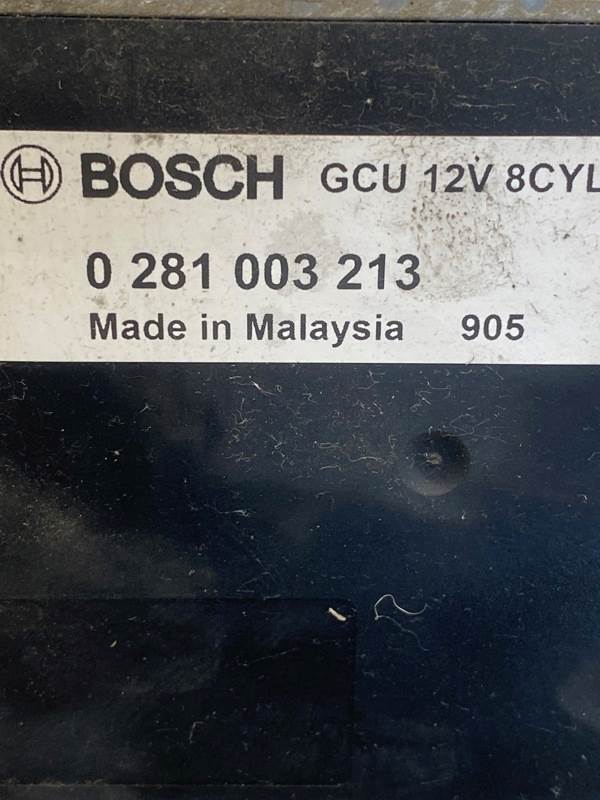 BOSCH GCU 12V 8CYL
0 281 003 213
Made in Malaysia 905